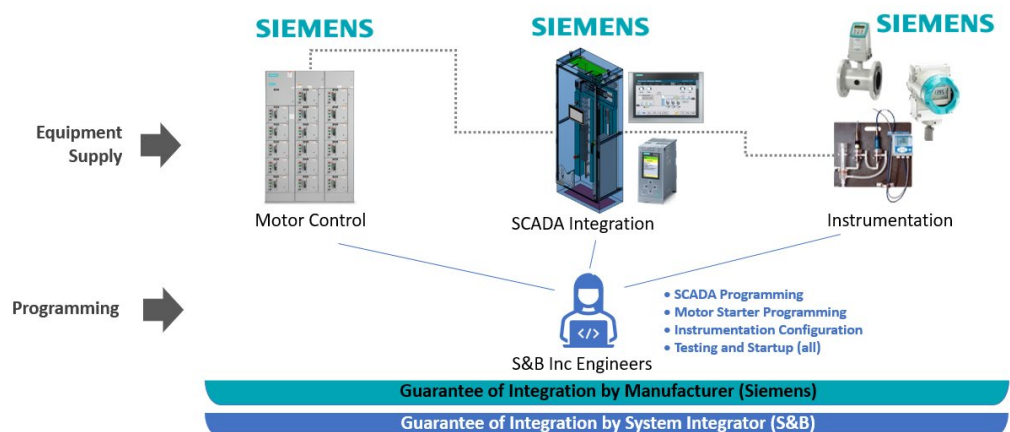 SIEMENS
SIEMENS
SIEMENS
Equipment
Supply
Motor Control
SCADA Integration
Instrumentation
Programming
• SCADA Programming
• Motor Starter Programming
• Instrumentation Configuration
• Testing and Startup (all)
</>
S&B Inc Engineers
Guarantee of Integration by Manufacturer (Siemens)
Guarantee of Integration by System Integrator (S&B)